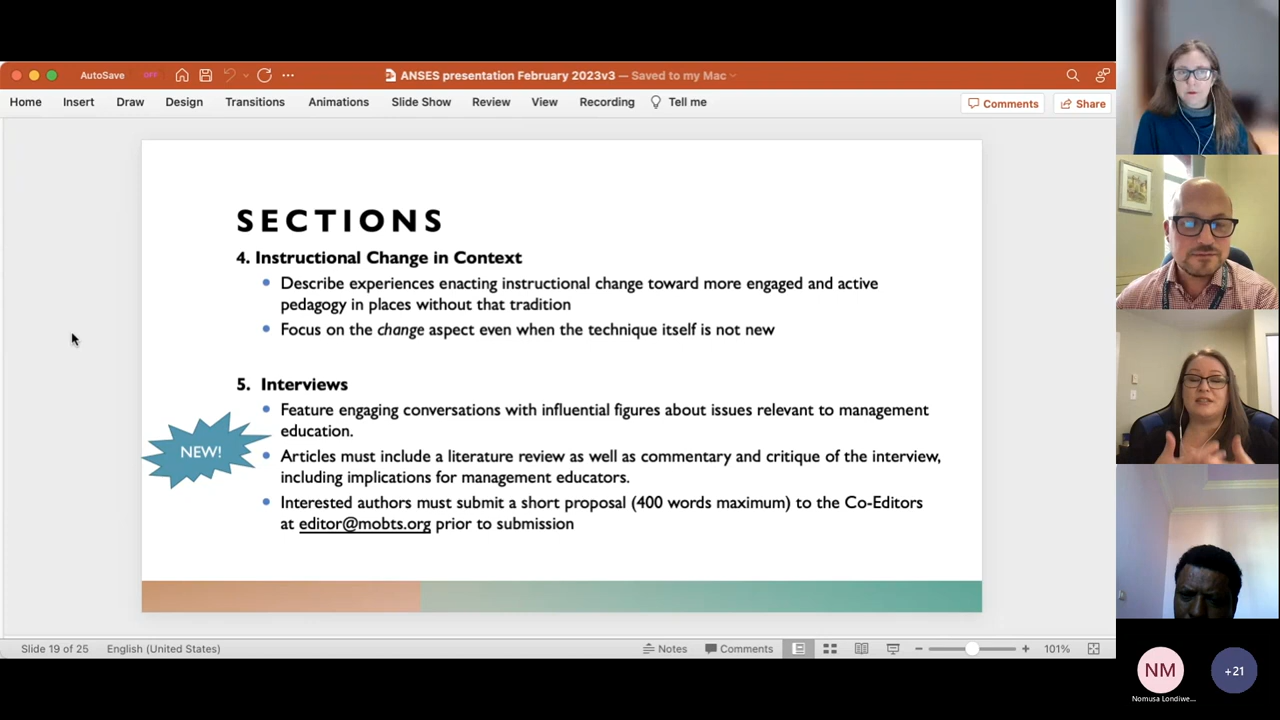 AutoSave OFF ANSES presentation February 2023v3 — Saved to my Mac
Home Insert Draw Design Transitions Animations Slide Show Review View Recording Tell me Comments Share
SECTIONS
4. Instructional Change in Context
Describe experiences enacting instructional change toward more engaged and active
pedagogy in places without that tradition
Focus on the change aspect even when the technique itself is not new
5. Interviews
Feature engaging conversations with influential figures about issues relevant to management
education.
NEW!
Articles must include a literature review as well as commentary and critique of the interview,
including implications for management educators.
Interested authors must submit a short proposal (400 words maximum) to the Co-Editors
at editor@mobts.org prior to submission
Slide 19 of 25 English (United States) Notes Comments 101%
NM
+21
Nomusa Londiwe...